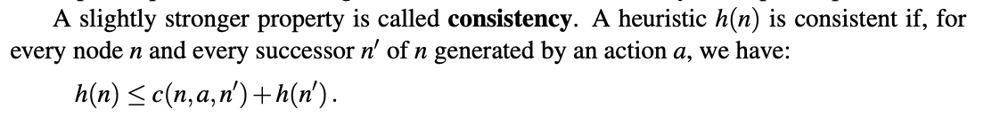 A slightly stronger property is called consistency. A heuristic h(n) is consistent if, for
every node n and every successor n′ of n generated by an action a, we have:
h(n) ≤ c(n,a,n′)+h(n′).